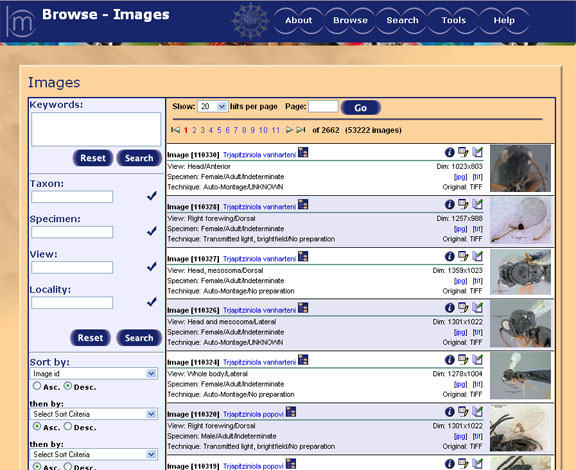 Browse - Images
About Browse Search Tools Help
Images
Keywords:
Reset Search
Taxon:
Specimen:
View:
Locality:
Reset Search
Sort by:
Image id
Asc. Desc.
then by:
Select Sort Criteria
Asc. Desc.
then by:
Select Sort Criteria
Show: 20 hits per page Page: Go
1 2 3 4 5 6 7 8 9 10 11 of 2662 (53222 images)
Image [110330] Trjapitziniola vanharteni
View: Head/Anterior Dim: 1023x803
Specimen: Female/Adult/Indeterminate [jpg] [tif]
Technique: Auto-Montage/UNKNOWN Original: TIFF
Image [110328] Trjapitziniola vanharteni
View: Right forewing/Dorsal Dim: 1257x988
Specimen: Female/Adult/Indeterminate [jpg] [tif]
Technique: Transmitted light, brightfield/No preparation Original: TIFF
Image [110327] Trjapitziniola vanharteni
View: Head, mesosoma/Dorsal Dim: 1359x1023
Specimen: Female/Adult/Indeterminate [jpg] [tif]
Technique: Auto-Montage/No preparation Original: TIFF
Image [110326] Trjapitziniola vanharteni
View: Head and mesosoma/Lateral Dim: 1301x1022
Specimen: Female/Adult/Indeterminate [jpg] [tif]
Technique: Auto-Montage/UNKNOWN Original: TIFF
Image [110324] Trjapitziniola vanharteni
View: Whole body/Lateral Dim: 1278x1004
Specimen: Female/Adult/Indeterminate [jpg] [tif]
Technique: Auto-Montage/No preparation Original: TIFF
Image [110320] Trjapitziniola popovi
View: Right forewing/Dorsal Dim: 1301x1022
Specimen: Male/Adult/Indeterminate [jpg] [tif]
Technique: Transmitted light, brightfield/No preparation Original: TIFF
Image [110319] Trjapitziniola popovi